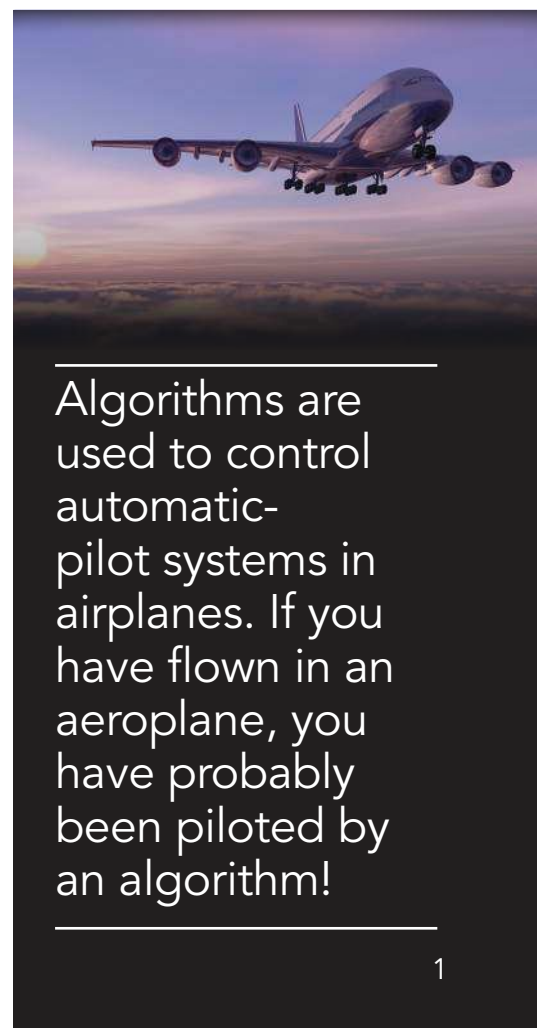 Algorithms are
used to control
automatic-
pilot systems in
airplanes. If you
have flown in an
aeroplane, you
have probably
been piloted by
an algorithm!
1